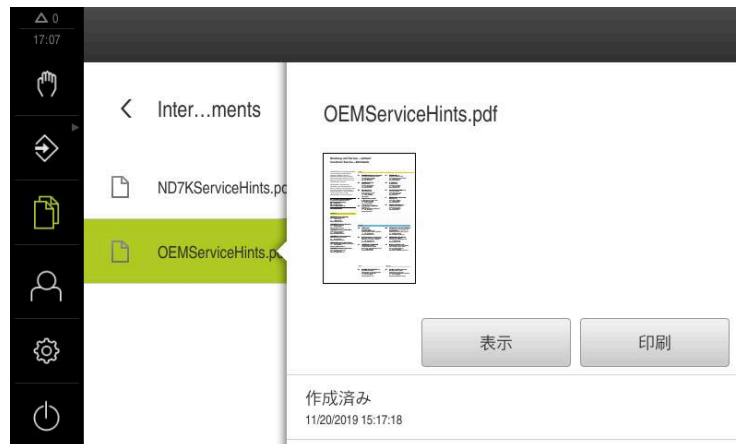 0
17:07
Inter…ments
ND7KServiceHints.pd
OEMServiceHints.pd
OEMServiceHints.pdf
表示
印刷
作成済み
11/20/2019 15:17:18